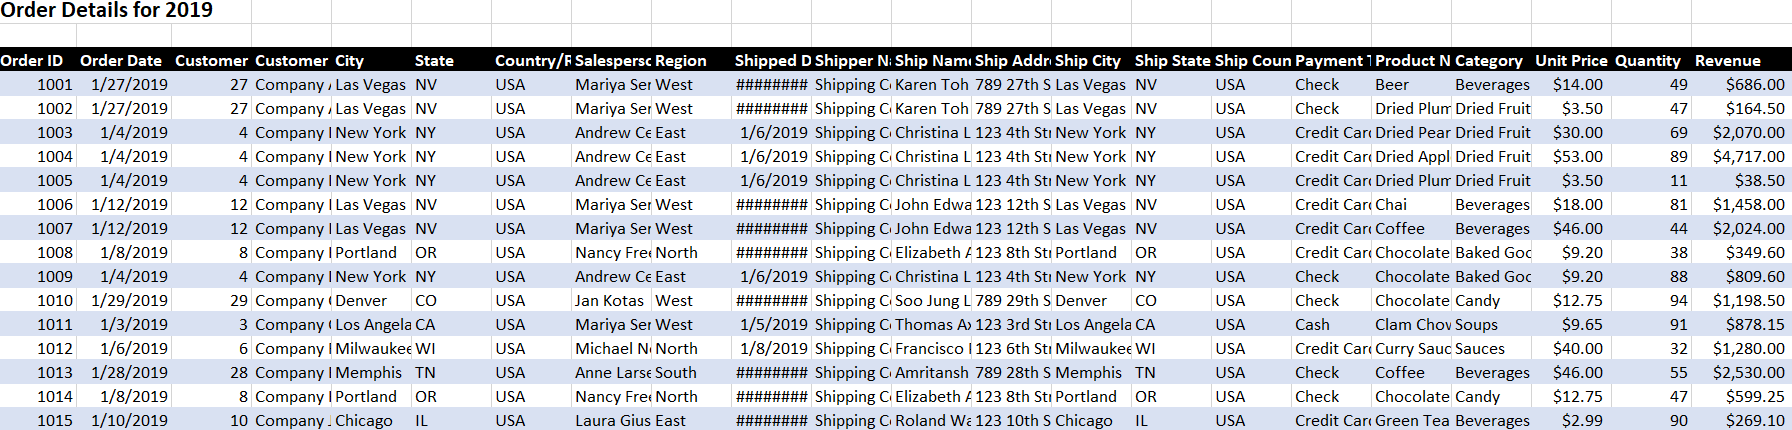 Order Details for 2019
Order ID Order Date Customer Customer City State Country/R Salesperso Region Shipped D Shipper N Ship Name Ship Addr Ship City Ship State Ship Coun Payment T Product N Category Unit Price Quantity Revenue
1001 1/27/2019 27 Company A Las Vegas NV USA Mariya Ser West ######## Shipping C Karen Toh 789 27th S Las Vegas NV USA Check Beer Beverages $14.00 49 $686.00
1002 1/27/2019 27 Company A Las Vegas NV USA Mariya Ser West ######## Shipping C Karen Toh 789 27th S Las Vegas NV USA Check Dried Plum Dried Fruit $3.50 47 $164.50
1003 1/4/2019 4 Company New York NY USA Andrew Ce East 1/6/2019 Shipping C Christina L 123 4th Str New York NY USA Credit Card Dried Pear Dried Fruit $30.00 69 $2,070.00
1004 1/4/2019 4 Company New York NY USA Andrew Ce East 1/6/2019 Shipping C Christina L 123 4th Str New York NY USA Credit Card Dried Appl Dried Fruit $53.00 89 $4,717.00
1005 1/4/2019 4 Company New York NY USA Andrew Ce East 1/6/2019 Shipping C Christina L 123 4th Str New York NY USA Credit Card Dried Plum Dried Fruit $3.50 11 $38.50
1006 1/12/2019 12 Company Las Vegas NV USA Mariya Ser West ######## Shipping C John Edwa 123 12th S Las Vegas NV USA Credit Card Chai Beverages $18.00 81 $1,458.00
1007 1/12/2019 12 Company Las Vegas NV USA Mariya Ser West ######## Shipping C John Edwa 123 12th S Las Vegas NV USA Credit Card Coffee Beverages $46.00 44 $2,024.00
1008 1/8/2019 8 Company Portland OR USA Nancy Free North ######## Shipping C Elizabeth A 123 8th Str Portland OR USA Credit Card Chocolate Baked Goo $9.20 38 $349.60
1009 1/4/2019 4 Company New York NY USA Andrew Ce East 1/6/2019 Shipping C Christina L 123 4th Str New York NY USA Check Chocolate Baked Goo $9.20 88 $809.60
1010 1/29/2019 29 Company Denver CO USA Jan Kotas West ######## Shipping C Soo Jung L 789 29th S Denver CO USA Check Chocolate Candy $12.75 94 $1,198.50
1011 1/3/2019 3 Company Los Angela CA USA Mariya Ser West 1/5/2019 Shipping C Thomas Ax 123 3rd Str Los Angela CA USA Cash Clam Chow Soups $9.65 91 $878.15
1012 1/6/2019 6 Company Milwaukee WI USA Michael Ne North 1/8/2019 Shipping C Francisco 123 6th Str Milwaukee WI USA Credit Card Curry Sauc Sauces $40.00 32 $1,280.00
1013 1/28/2019 28 Company Memphis TN USA Anne Larse South ######## Shipping C Amritansh 789 28th S Memphis TN USA Check Coffee Beverages $46.00 55 $2,530.00
1014 1/8/2019 8 Company Portland OR USA Nancy Free North ######## Shipping C Elizabeth A 123 8th Str Portland OR USA Check Chocolate Candy $12.75 47 $599.25
1015 1/10/2019 10 Company J Chicago IL USA Laura Gius East ######## Shipping C Roland Wa 123 10th S Chicago IL USA Credit Card Green Tea Beverages $2.99 90 $269.10